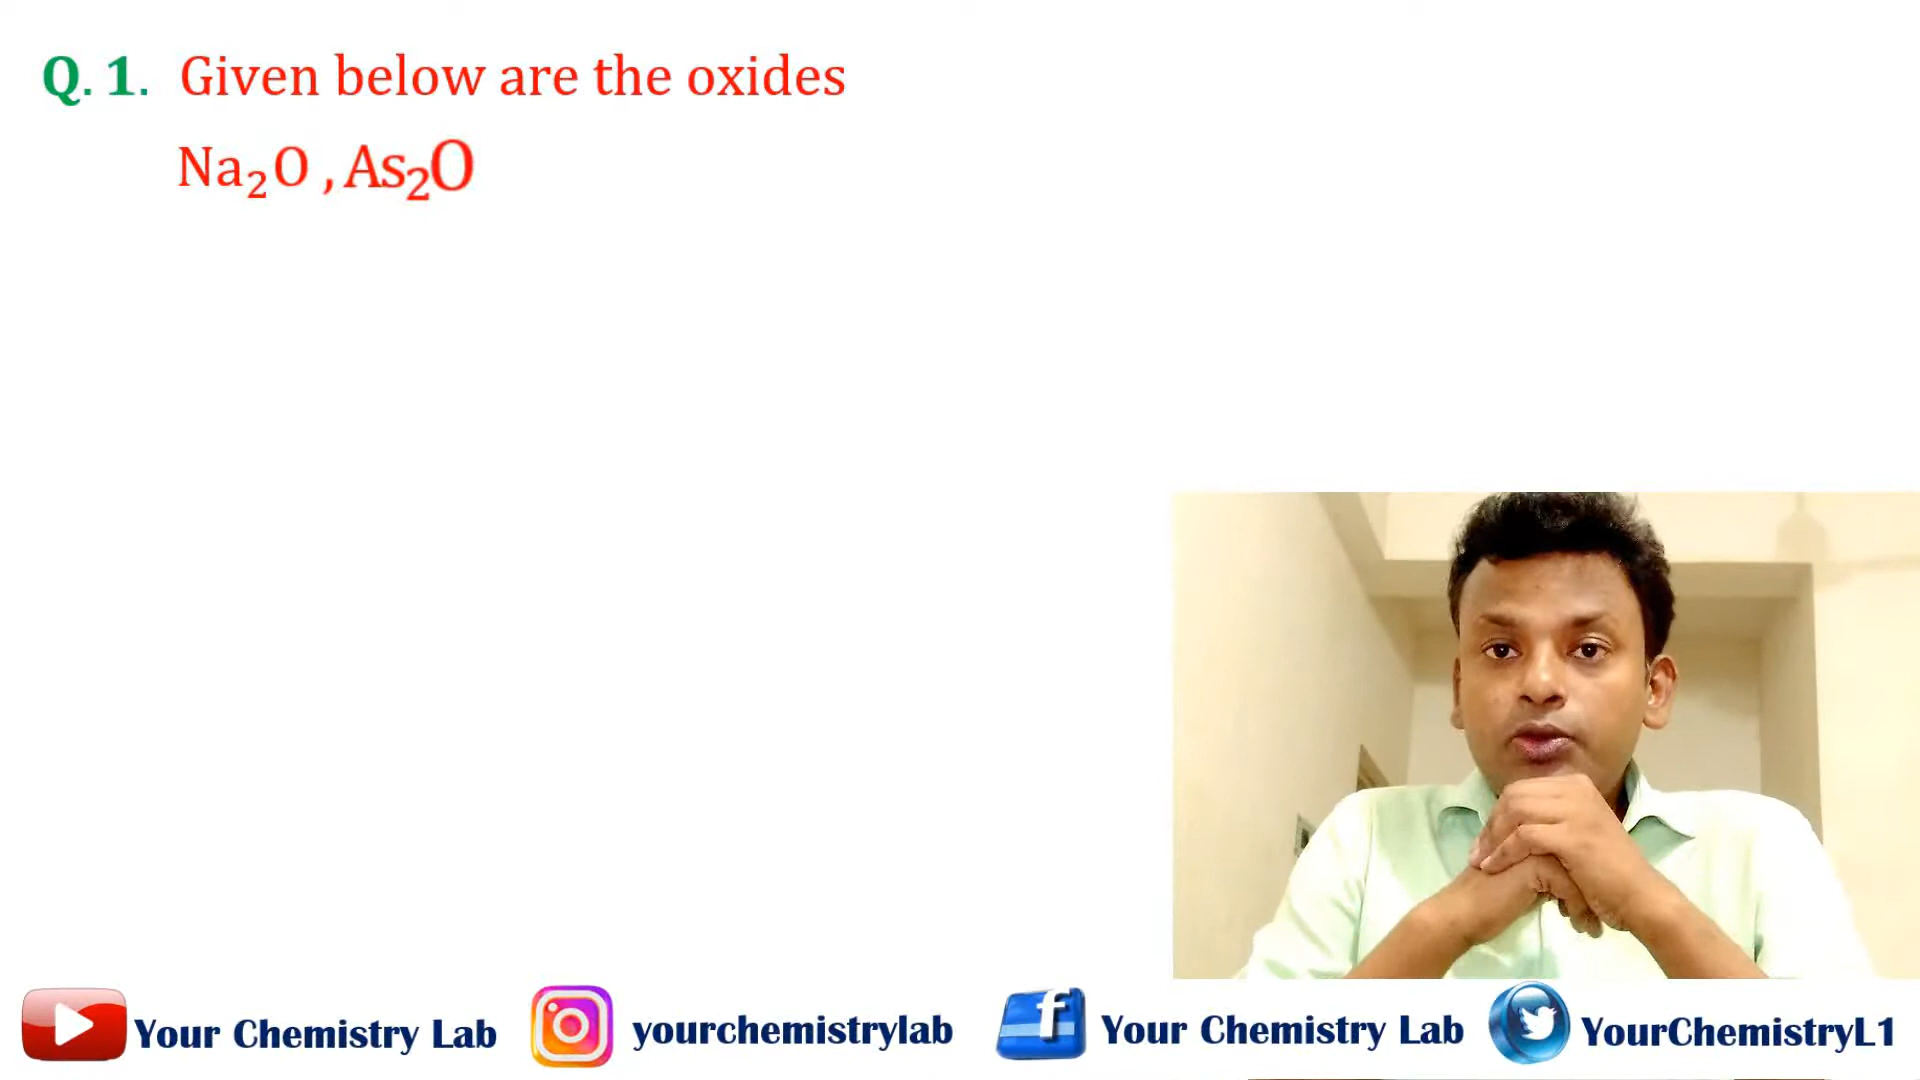 Q. 1. Given below are the oxides
Na₂O , As₂O
Your Chemistry Lab yourchemistrylab Your Chemistry Lab YourChemistryL1